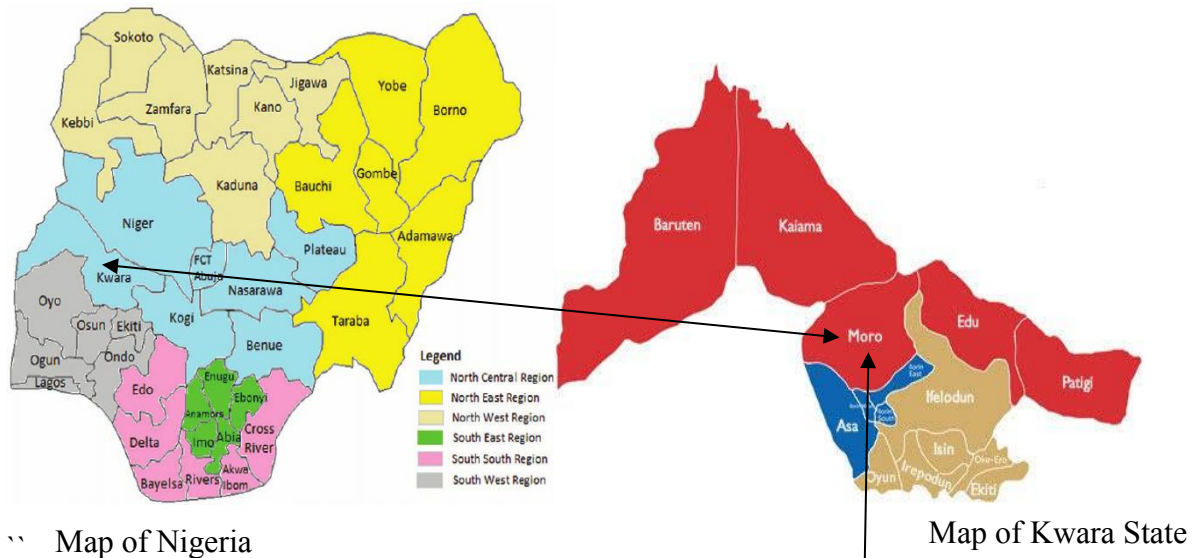 Sokoto
Katsina
Jigawa
Yobe
Borno
Kano
Zamfara
Kebbi
Kaduna
Bauchi
Gombe
Niger
Adamawa
Plateau
FCT
Abuja
Kwara
Nasarawa
Taraba
Oyo
Kogi
Benue
Osun
Ekiti
Ogun
Ondo
Lagos
Edo
Enugu
Ebonyi
Anambra
Cross
River
Delta
Imo
Abia
Akwa
Ibom
Bayelsa
Rivers
Legend
North Central Region
North East Region
North West Region
South East Region
South South Region
South West Region
Baruten
Kaiama
Moro
Edu
Patigi
Ilorin
East
Ifelodun
Asa
Ilorin
South
Isin
Oke-Ero
Oyun
Irepodun
Ekiti
`` Map of Nigeria
Map of Kwara State